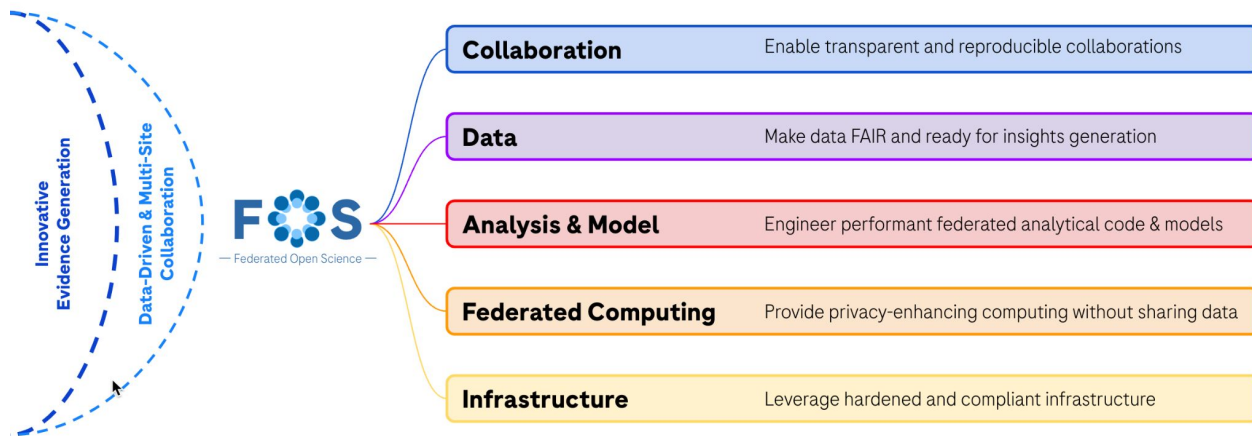 Innovative
Evidence Generation
Data-Driven & Multi-Site
Collaboration
FOS
— Federated Open Science —
Collaboration
Enable transparent and reproducible collaborations
Data
Make data FAIR and ready for insights generation
Analysis & Model
Engineer performant federated analytical code & models
Federated Computing
Provide privacy-enhancing computing without sharing data
Infrastructure
Leverage hardened and compliant infrastructure